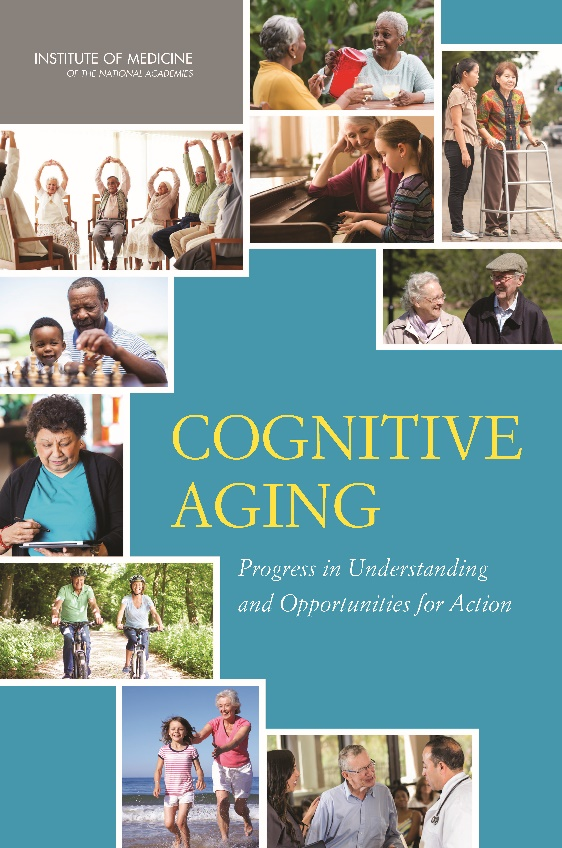 INSTITUTE OF MEDICINE
OF THE NATIONAL ACADEMIES
COGNITIVE
AGING
Progress in Understanding
and Opportunities for Action